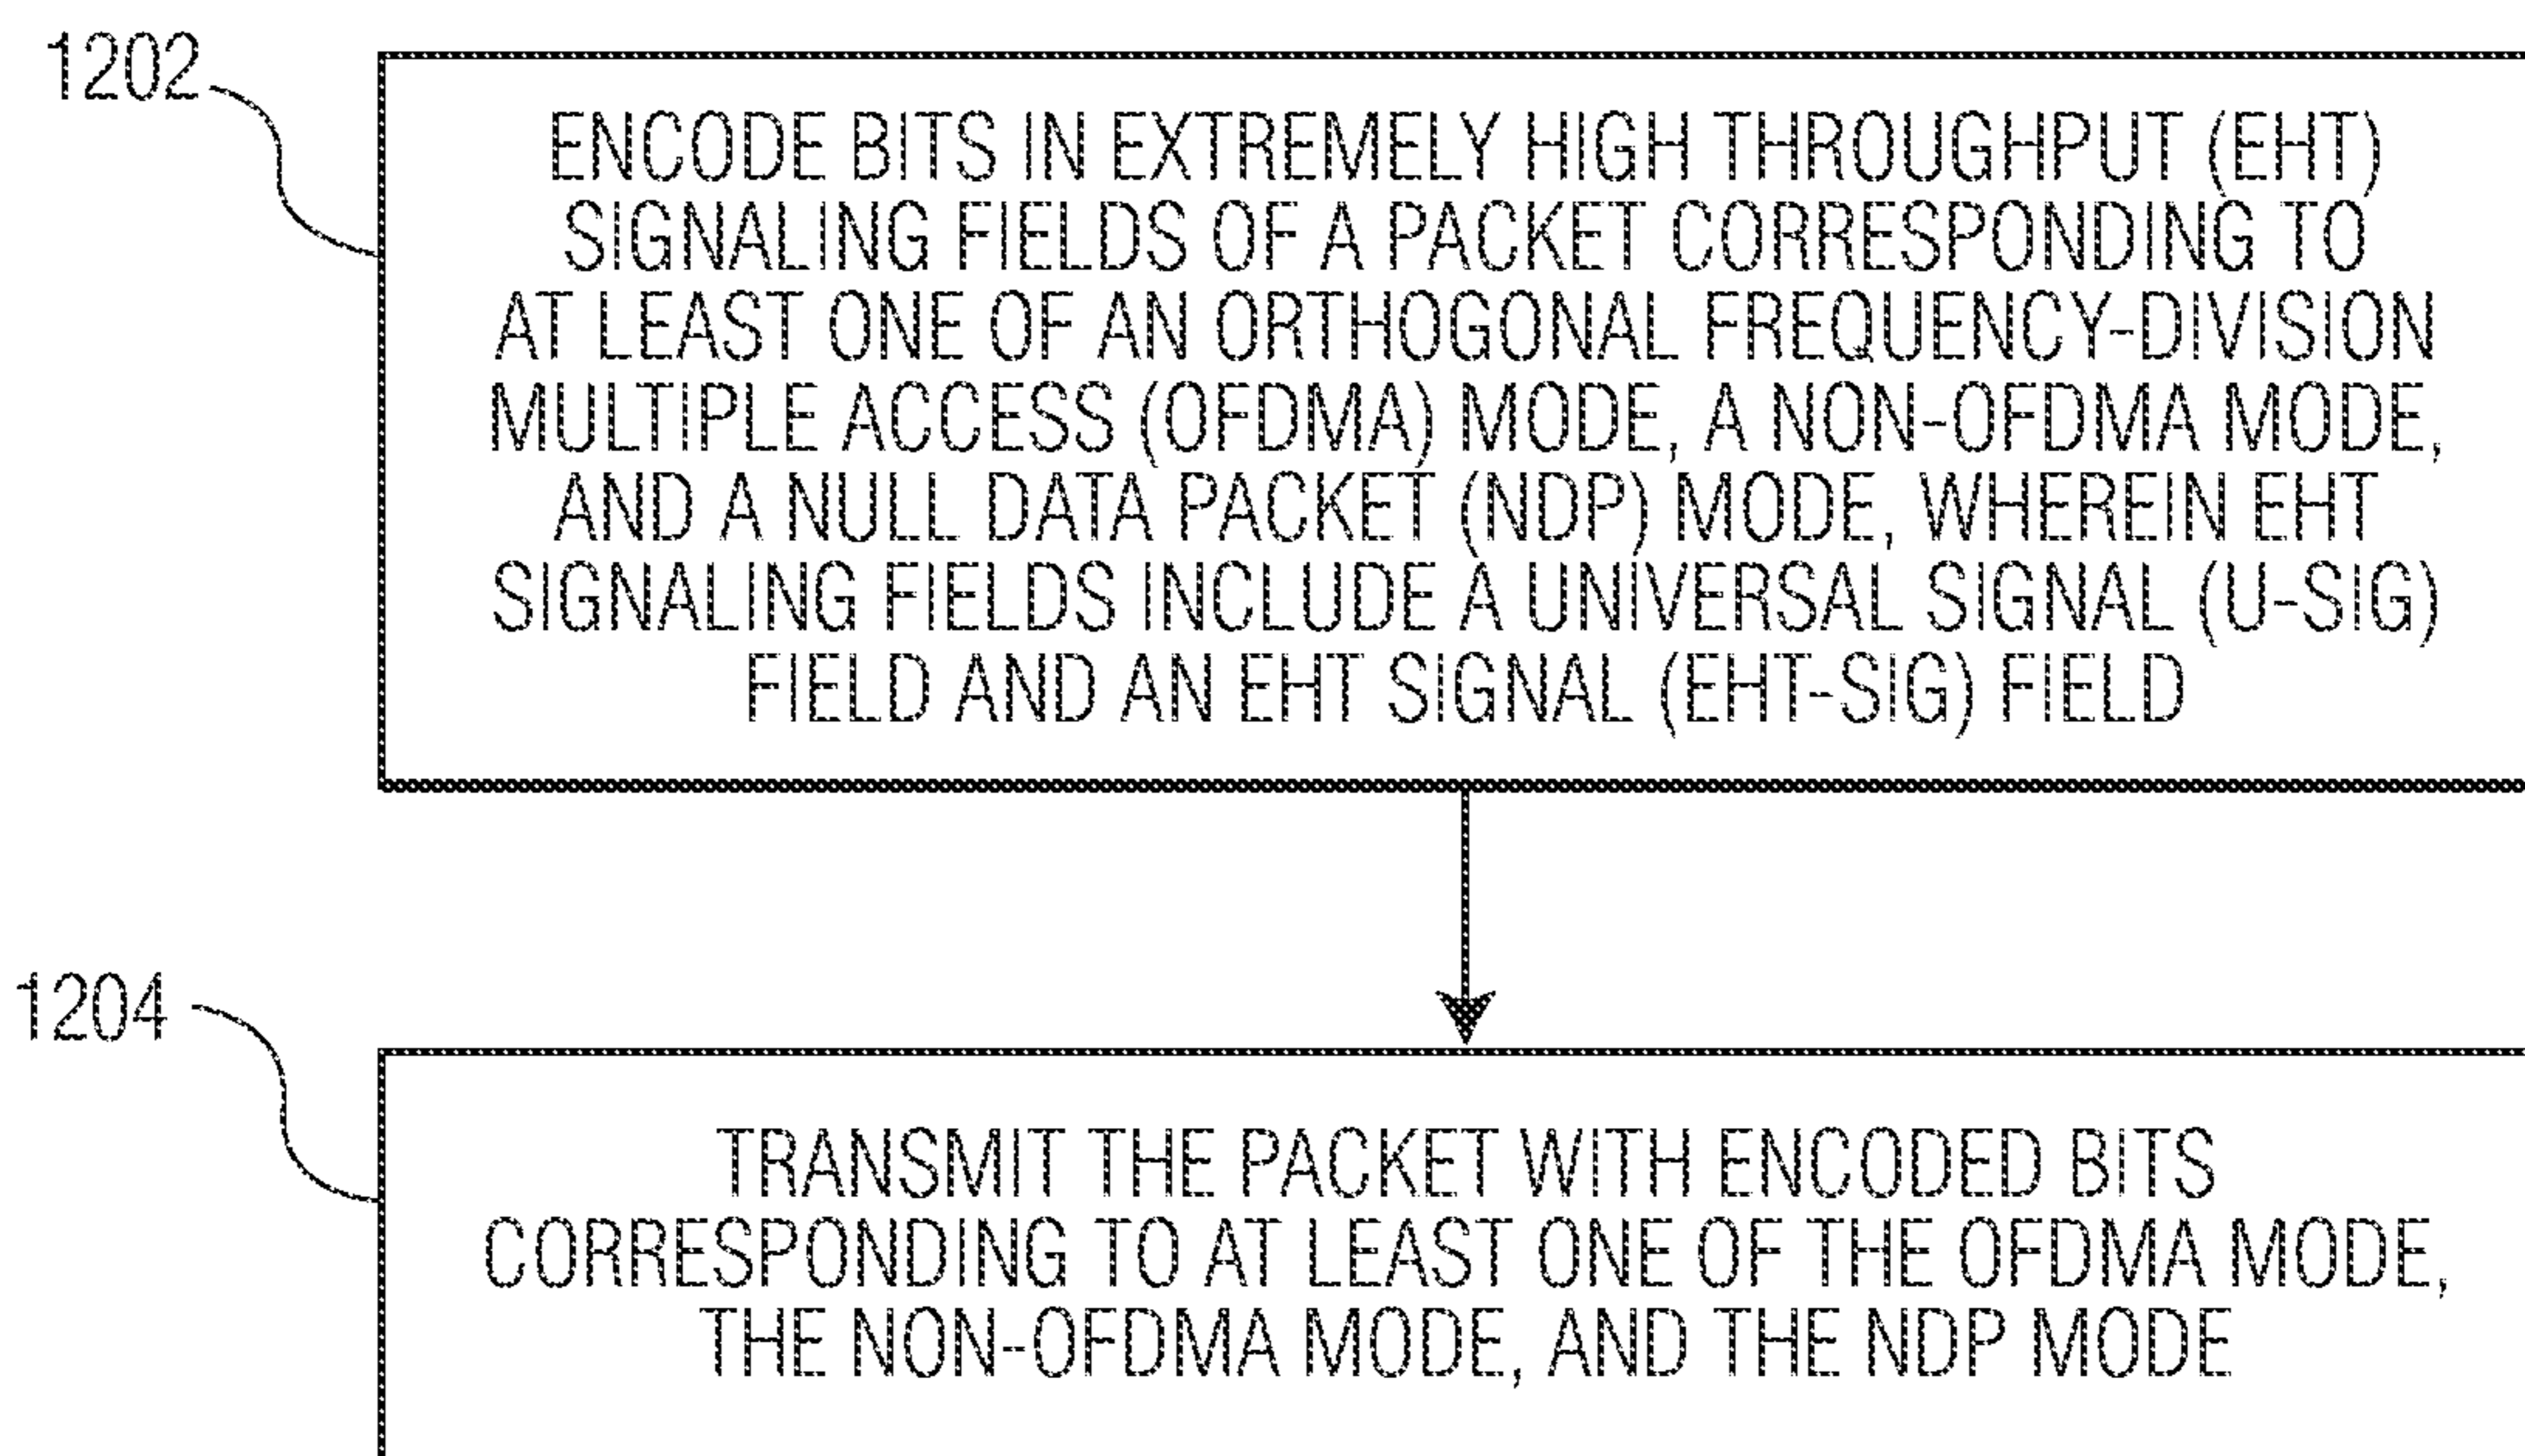 1202
ENCODE BITS IN EXTREMELY HIGH THROUGHPUT (EHT)
SIGNALING FIELDS OF A PACKET CORRESPONDING TO
AT LEAST ONE OF AN ORTHOGONAL FREQUENCY-DIVISION
MULTIPLE ACCESS (OFDMA) MODE, A NON-OFDMA MODE,
AND A NULL DATA PACKET (NDP) MODE, WHEREIN EHT
SIGNALING FIELDS INCLUDE A UNIVERSAL SIGNAL (U-SIG)
FIELD AND AN EHT SIGNAL (EHT-SIG) FIELD
1204
TRANSMIT THE PACKET WITH ENCODED BITS
CORRESPONDING TO AT LEAST ONE OF THE OFDMA MODE,
THE NON-OFDMA MODE, AND THE NDP MODE